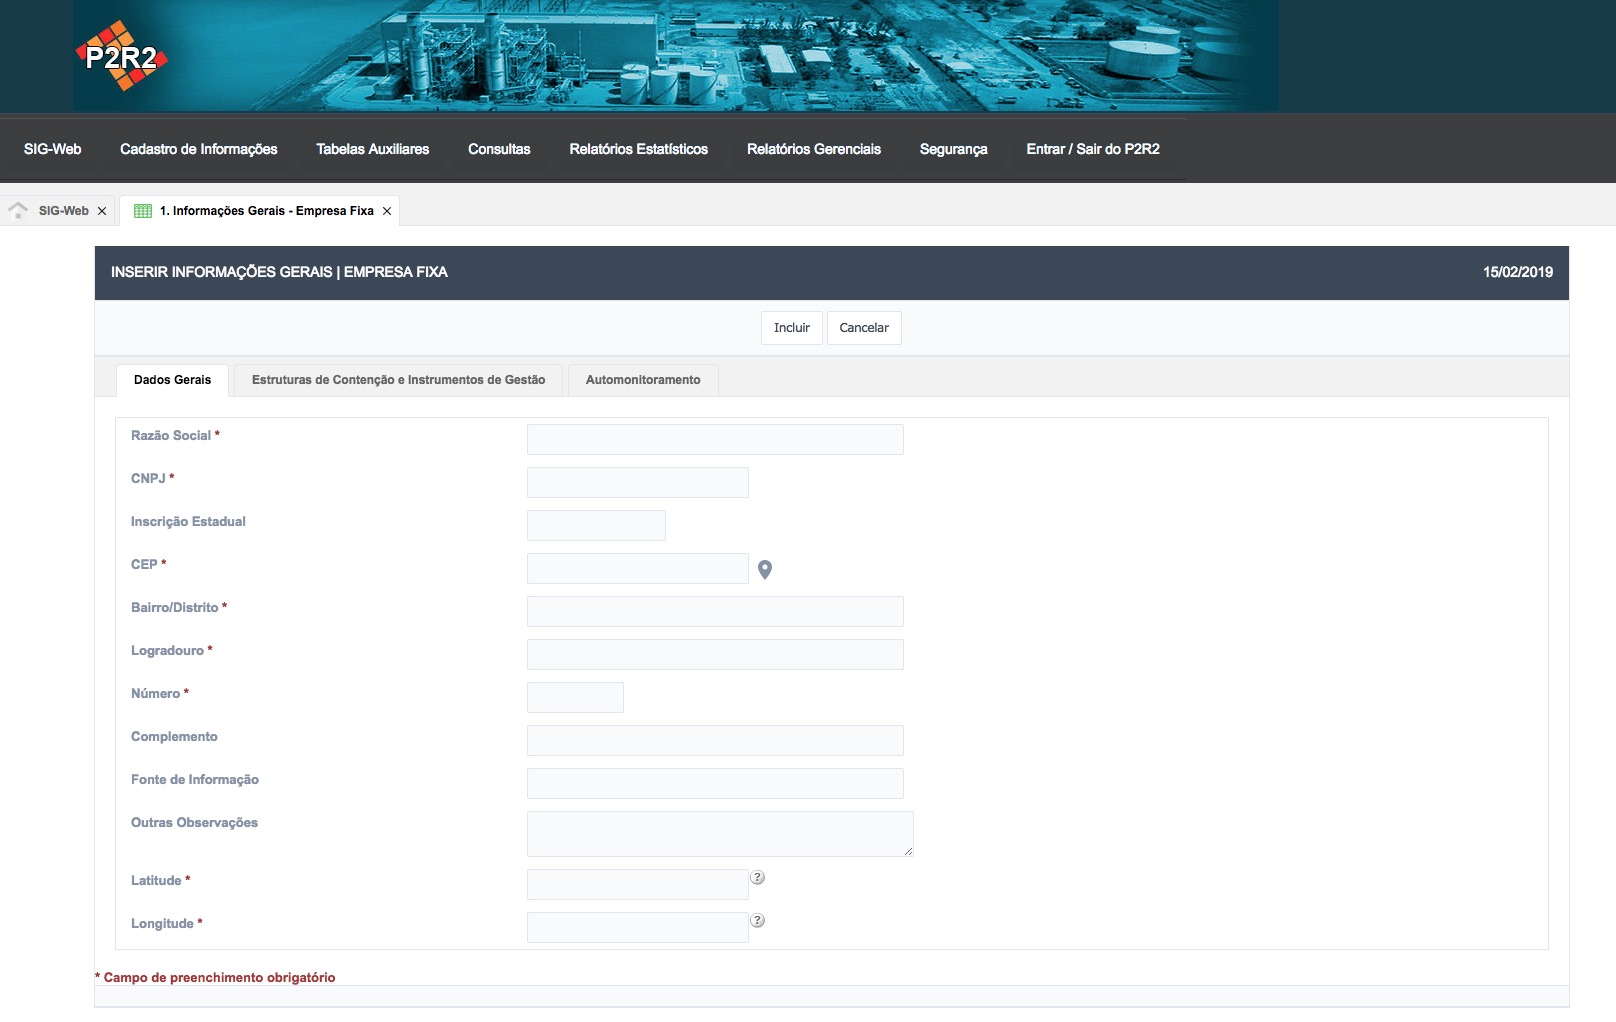 P2R2
SIG-Web Cadastro de Informações Tabelas Auxiliares Consultas Relatórios Estatísticos Relatórios Gerenciais Segurança Entrar / Sair do P2R2
SIG-Web 1. Informações Gerais - Empresa Fixa
INSERIR INFORMAÇÕES GERAIS | EMPRESA FIXA 15/02/2019
Incluir Cancelar
Dados Gerais Estruturas de Contenção e Instrumentos de Gestão Automonitoramento
Razão Social *
CNPJ *
Inscrição Estadual
CEP *
Bairro/Distrito *
Logradouro *
Número *
Complemento
Fonte de Informação
Outras Observações
Latitude * ?
Longitude * ?
* Campo de preenchimento obrigatório